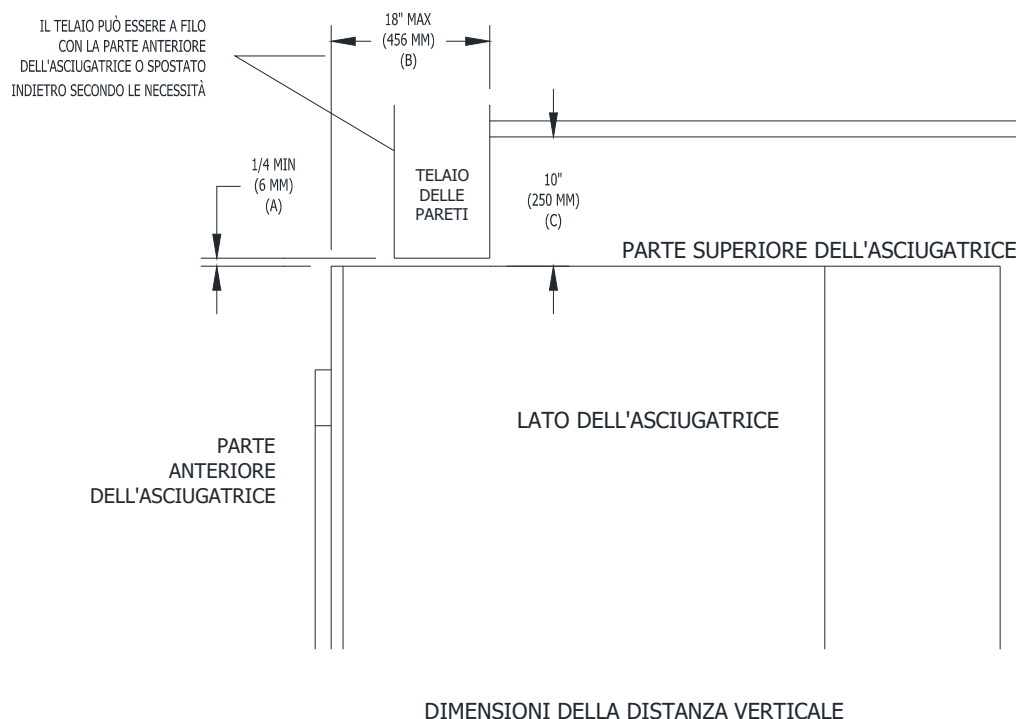 IL TELAIO PUÒ ESSERE A FILO
CON LA PARTE ANTERIORE
DELL'ASCIUGATRICE O SPOSTATO
INDIETRO SECONDO LE NECESSITÀ
18" MAX
(456 MM)
(B)
1/4 MIN
(6 MM)
(A)
TELAIO
DELLE
PARETI
10"
(250 MM)
(C)
PARTE SUPERIORE DELL'ASCIUGATRICE
LATO DELL'ASCIUGATRICE
PARTE
ANTERIORE
DELL'ASCIUGATRICE
DIMENSIONI DELLA DISTANZA VERTICALE